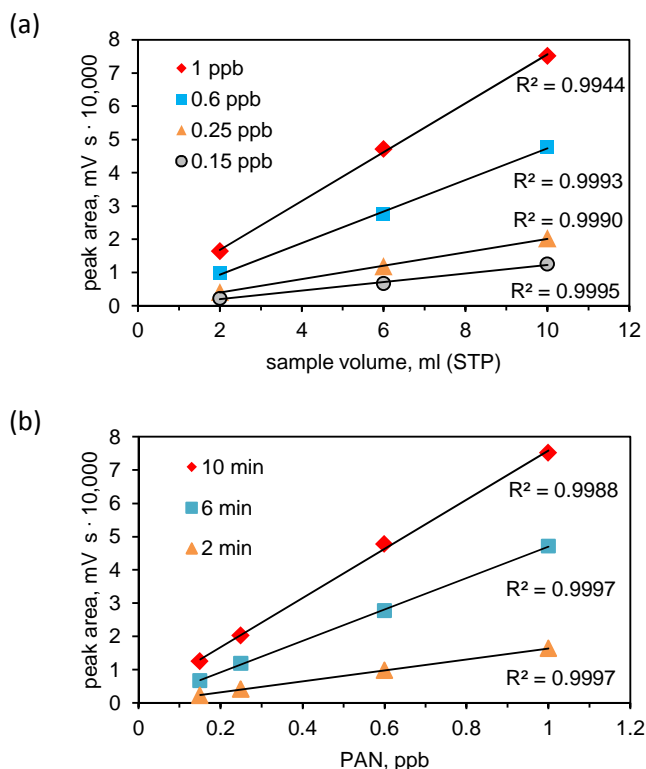 (a)
8
7
6
5
4
3
2
1
0
peak area, mV s · 10,000
1 ppb
0.6 ppb
0.25 ppb
0.15 ppb
R² = 0.9944
R² = 0.9993
R² = 0.9990
R² = 0.9995
0 2 4 6 8 10 12
sample volume, ml (STP)
(b)
8
7
6
5
4
3
2
1
0
peak area, mV s · 10,000
10 min
6 min
2 min
R² = 0.9988
R² = 0.9997
R² = 0.9997
0 0.2 0.4 0.6 0.8 1 1.2
PAN, ppb